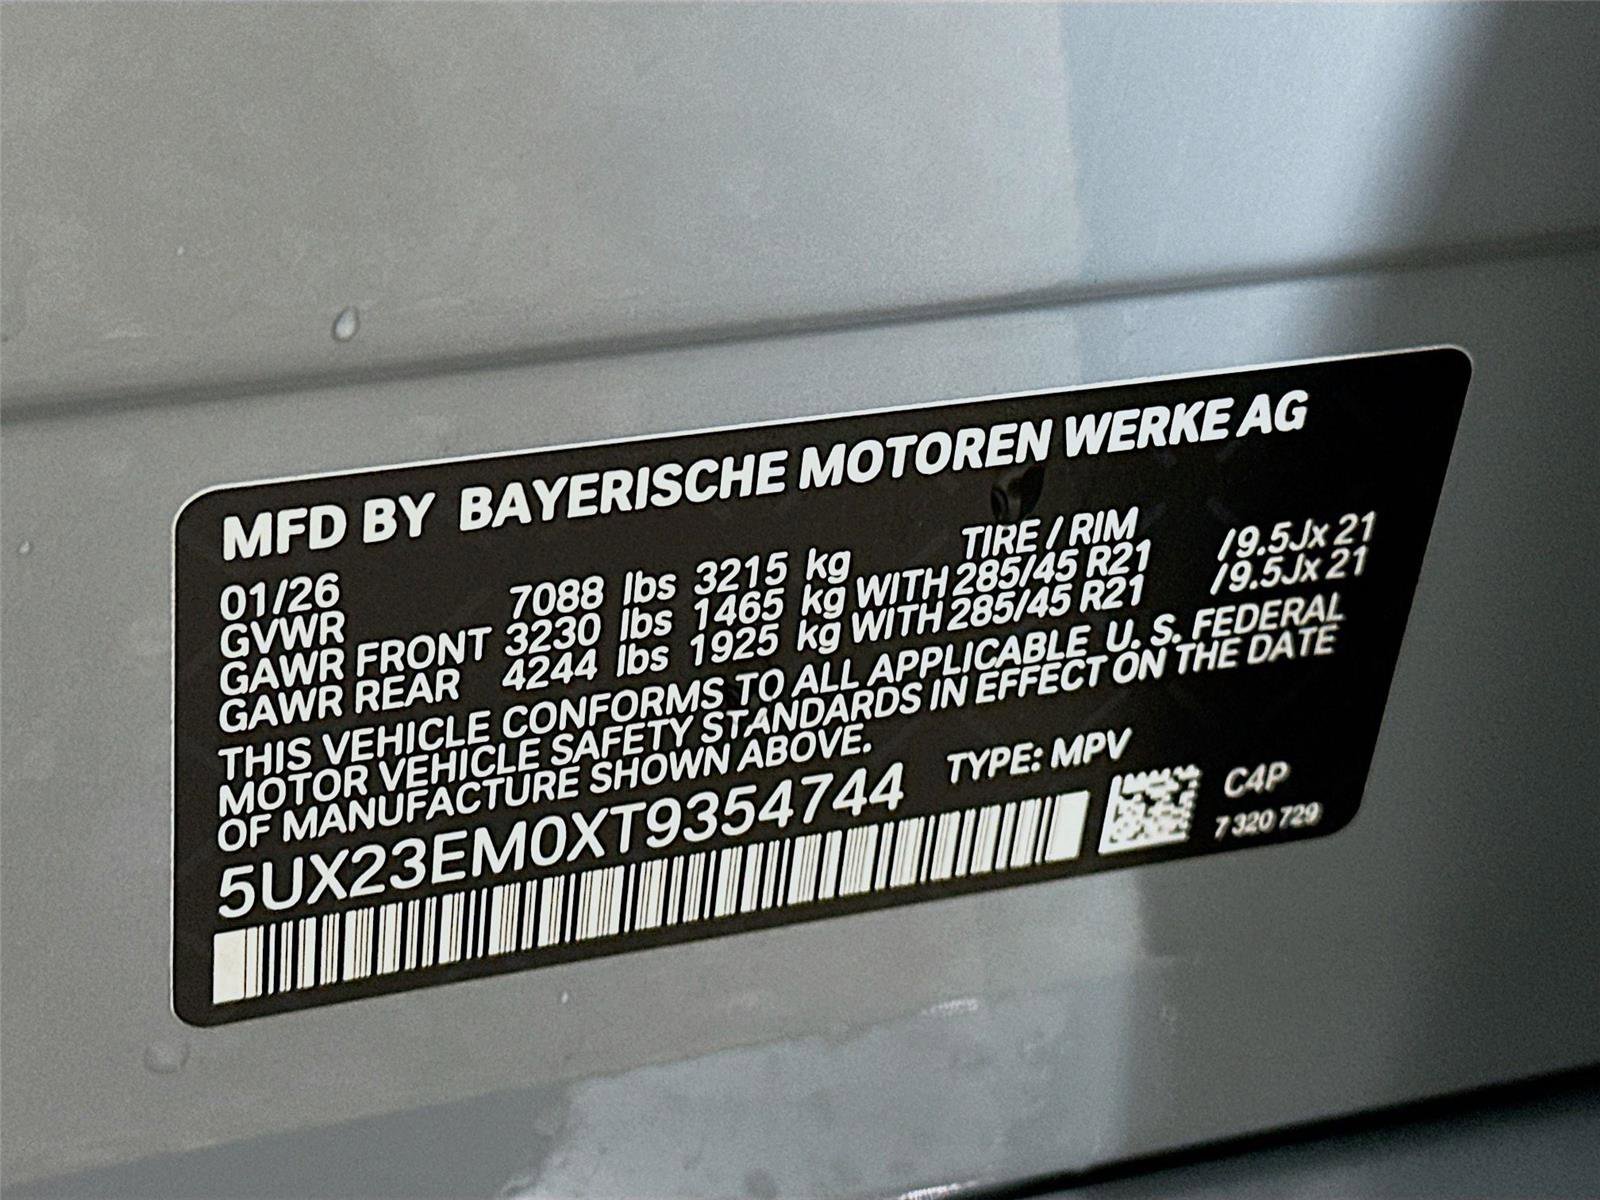 MFD BY BAYERISCHE MOTOREN WERKE AG
01/26 TIRE / RIM
GVWR 7088 lbs 3215 kg
GAWR FRONT 3230 lbs 1465 kg WITH 285/45 R21 /9.5Jx 21
GAWR REAR 4244 lbs 1925 kg WITH 285/45 R21 /9.5Jx 21
THIS VEHICLE CONFORMS TO ALL APPLICABLE U. S. FEDERAL
MOTOR VEHICLE SAFETY STANDARDS IN EFFECT ON THE DATE
OF MANUFACTURE SHOWN ABOVE.
5UX23EM0XT9354744 TYPE: MPV
C4P
7 320 729